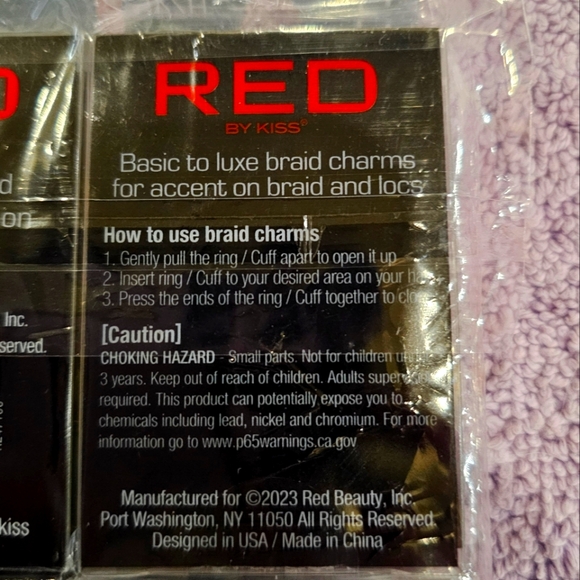 RED
BY KISS
Basic to luxe braid charms
for accent on braid and locs
How to use braid charms
1. Gently pull the ring / Cuff apart to open it up
2. Insert ring / Cuff to your desired area on your
3. Press the ends of the ring / Cuff together to
[Caution]
CHOKING HAZARD - Small parts. Not for children
3 years. Keep out of reach of children. Adults
required. This product can potentially expose you to
chemicals including lead, nickel and chromium. For more
information go to www.p65warnings.ca.gov
Manufactured for ©2023 Red Beauty, Inc.
Port Washington, NY 11050 All Rights Reserved.
Designed in USA / Made in China
D
d
on
Inc.
served.
kiss